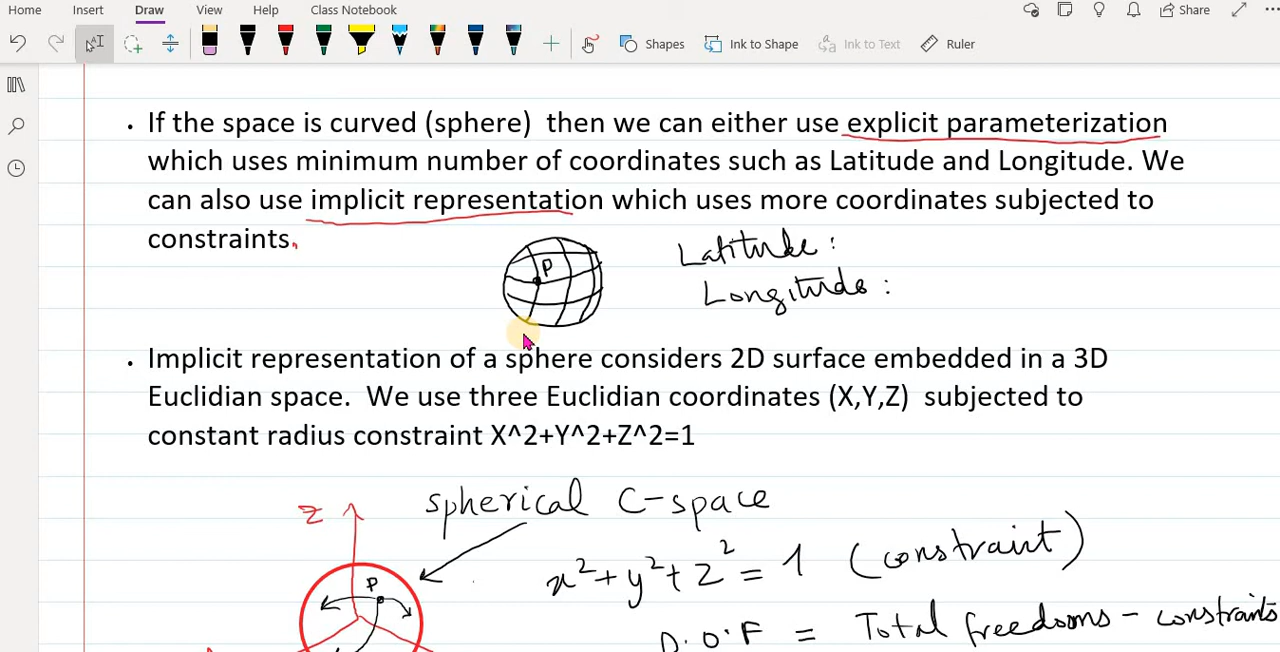 Home Insert Draw View Help Class Notebook Share
Shapes Ink to Shape Ink to Text Ruler
• If the space is curved (sphere) then we can either use explicit parameterization
which uses minimum number of coordinates such as Latitude and Longitude. We
can also use implicit representation which uses more coordinates subjected to
constraints.
P
Latitude:
Longitude:
• Implicit representation of a sphere considers 2D surface embedded in a 3D
Euclidian space. We use three Euclidian coordinates (X,Y,Z) subjected to
constant radius constraint X^2+Y^2+Z^2=1
Z
spherical C-space
P
x²+y²+z²=1 (constraint)
D.O.F = Total freedoms - constraints